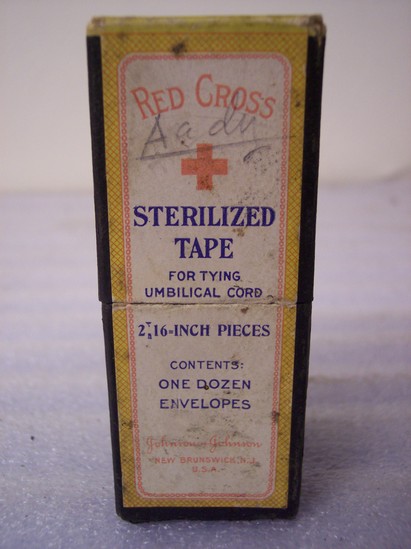 RED CROSS
STERILIZED
TAPE
FOR TYING
UMBILICAL CORD
16=INCH PIECES
CONTENTS:
ONE DOZEN
ENVELOPES
Johnson & Johnson
NEW BRUNSWICK, N.J.
U.S.A.